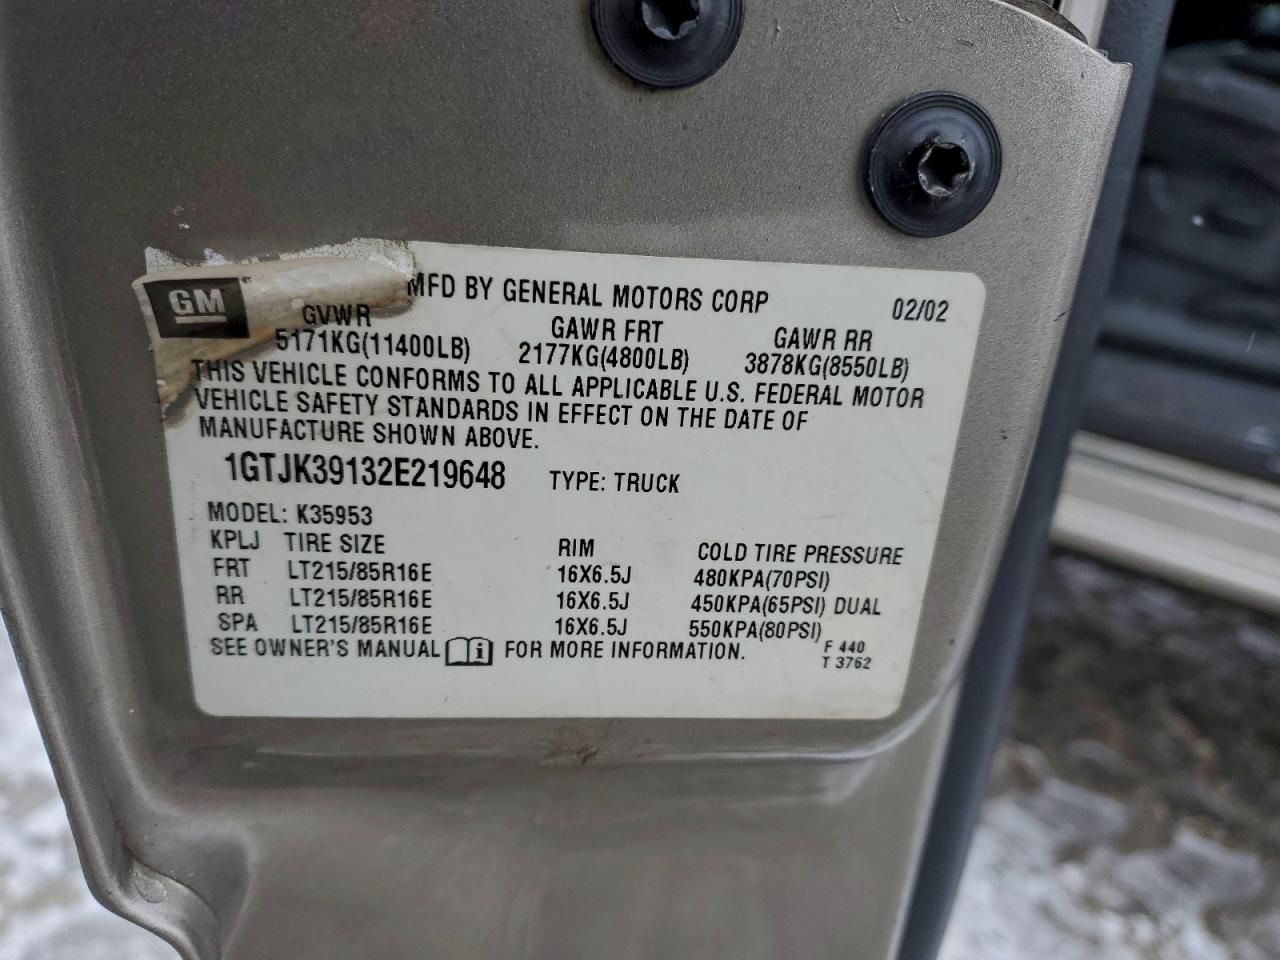 GM
MFD BY GENERAL MOTORS CORP 02/02
GVWR GAWR FRT GAWR RR
5171KG(11400LB) 2177KG(4800LB) 3878KG(8550LB)
THIS VEHICLE CONFORMS TO ALL APPLICABLE U.S. FEDERAL MOTOR
VEHICLE SAFETY STANDARDS IN EFFECT ON THE DATE OF
MANUFACTURE SHOWN ABOVE.
1GTJK39132E219648 TYPE: TRUCK
MODEL: K35953
KPLJ TIRE SIZE RIM COLD TIRE PRESSURE
FRT LT215/85R16E 16X6.5J 480KPA(70PSI)
RR LT215/85R16E 16X6.5J 450KPA(65PSI) DUAL
SPA LT215/85R16E 16X6.5J 550KPA(80PSI)
SEE OWNER'S MANUAL i FOR MORE INFORMATION. F 440
T 3762